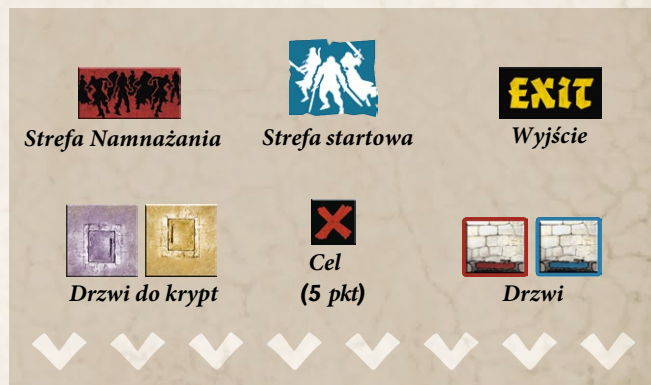 EXIT
Strefa Namnażania
Strefa startowa
Wyjście
Drzwi do krypt
Cel
(5 pkt)
Drzwi